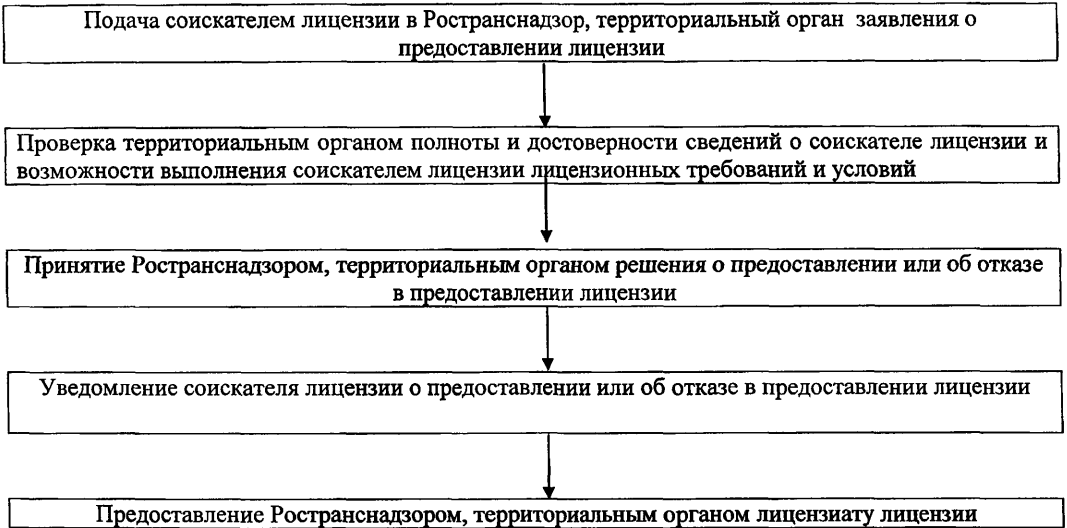 Подача соискателем лицензии в Ространснадзор, территориальный орган заявления о
предоставлении лицензии
Проверка территориальным органом полноты и достоверности сведений о соискателе лицензии и
возможности выполнения соискателем лицензии лицензионных требований и условий
Принятие Ространснадзором, территориальным органом решения о предоставлении или об отказе
в предоставлении лицензии
Уведомление соискателя лицензии о предоставлении или об отказе в предоставлении лицензии
Предоставление Ространснадзором, территориальным органом лицензиату лицензии